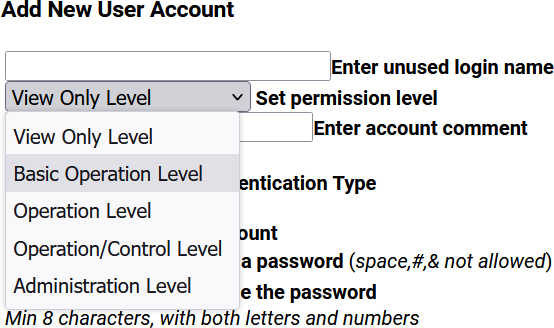 Add New User Account
Enter unused login name
View Only Level Set permission level
View Only Level
Enter account comment
Basic Operation Level
entication Type
Operation Level
ount
Operation/Control Level
a password (space,#,& not allowed)
Administration Level
e the password
Min 8 characters, with both letters and numbers